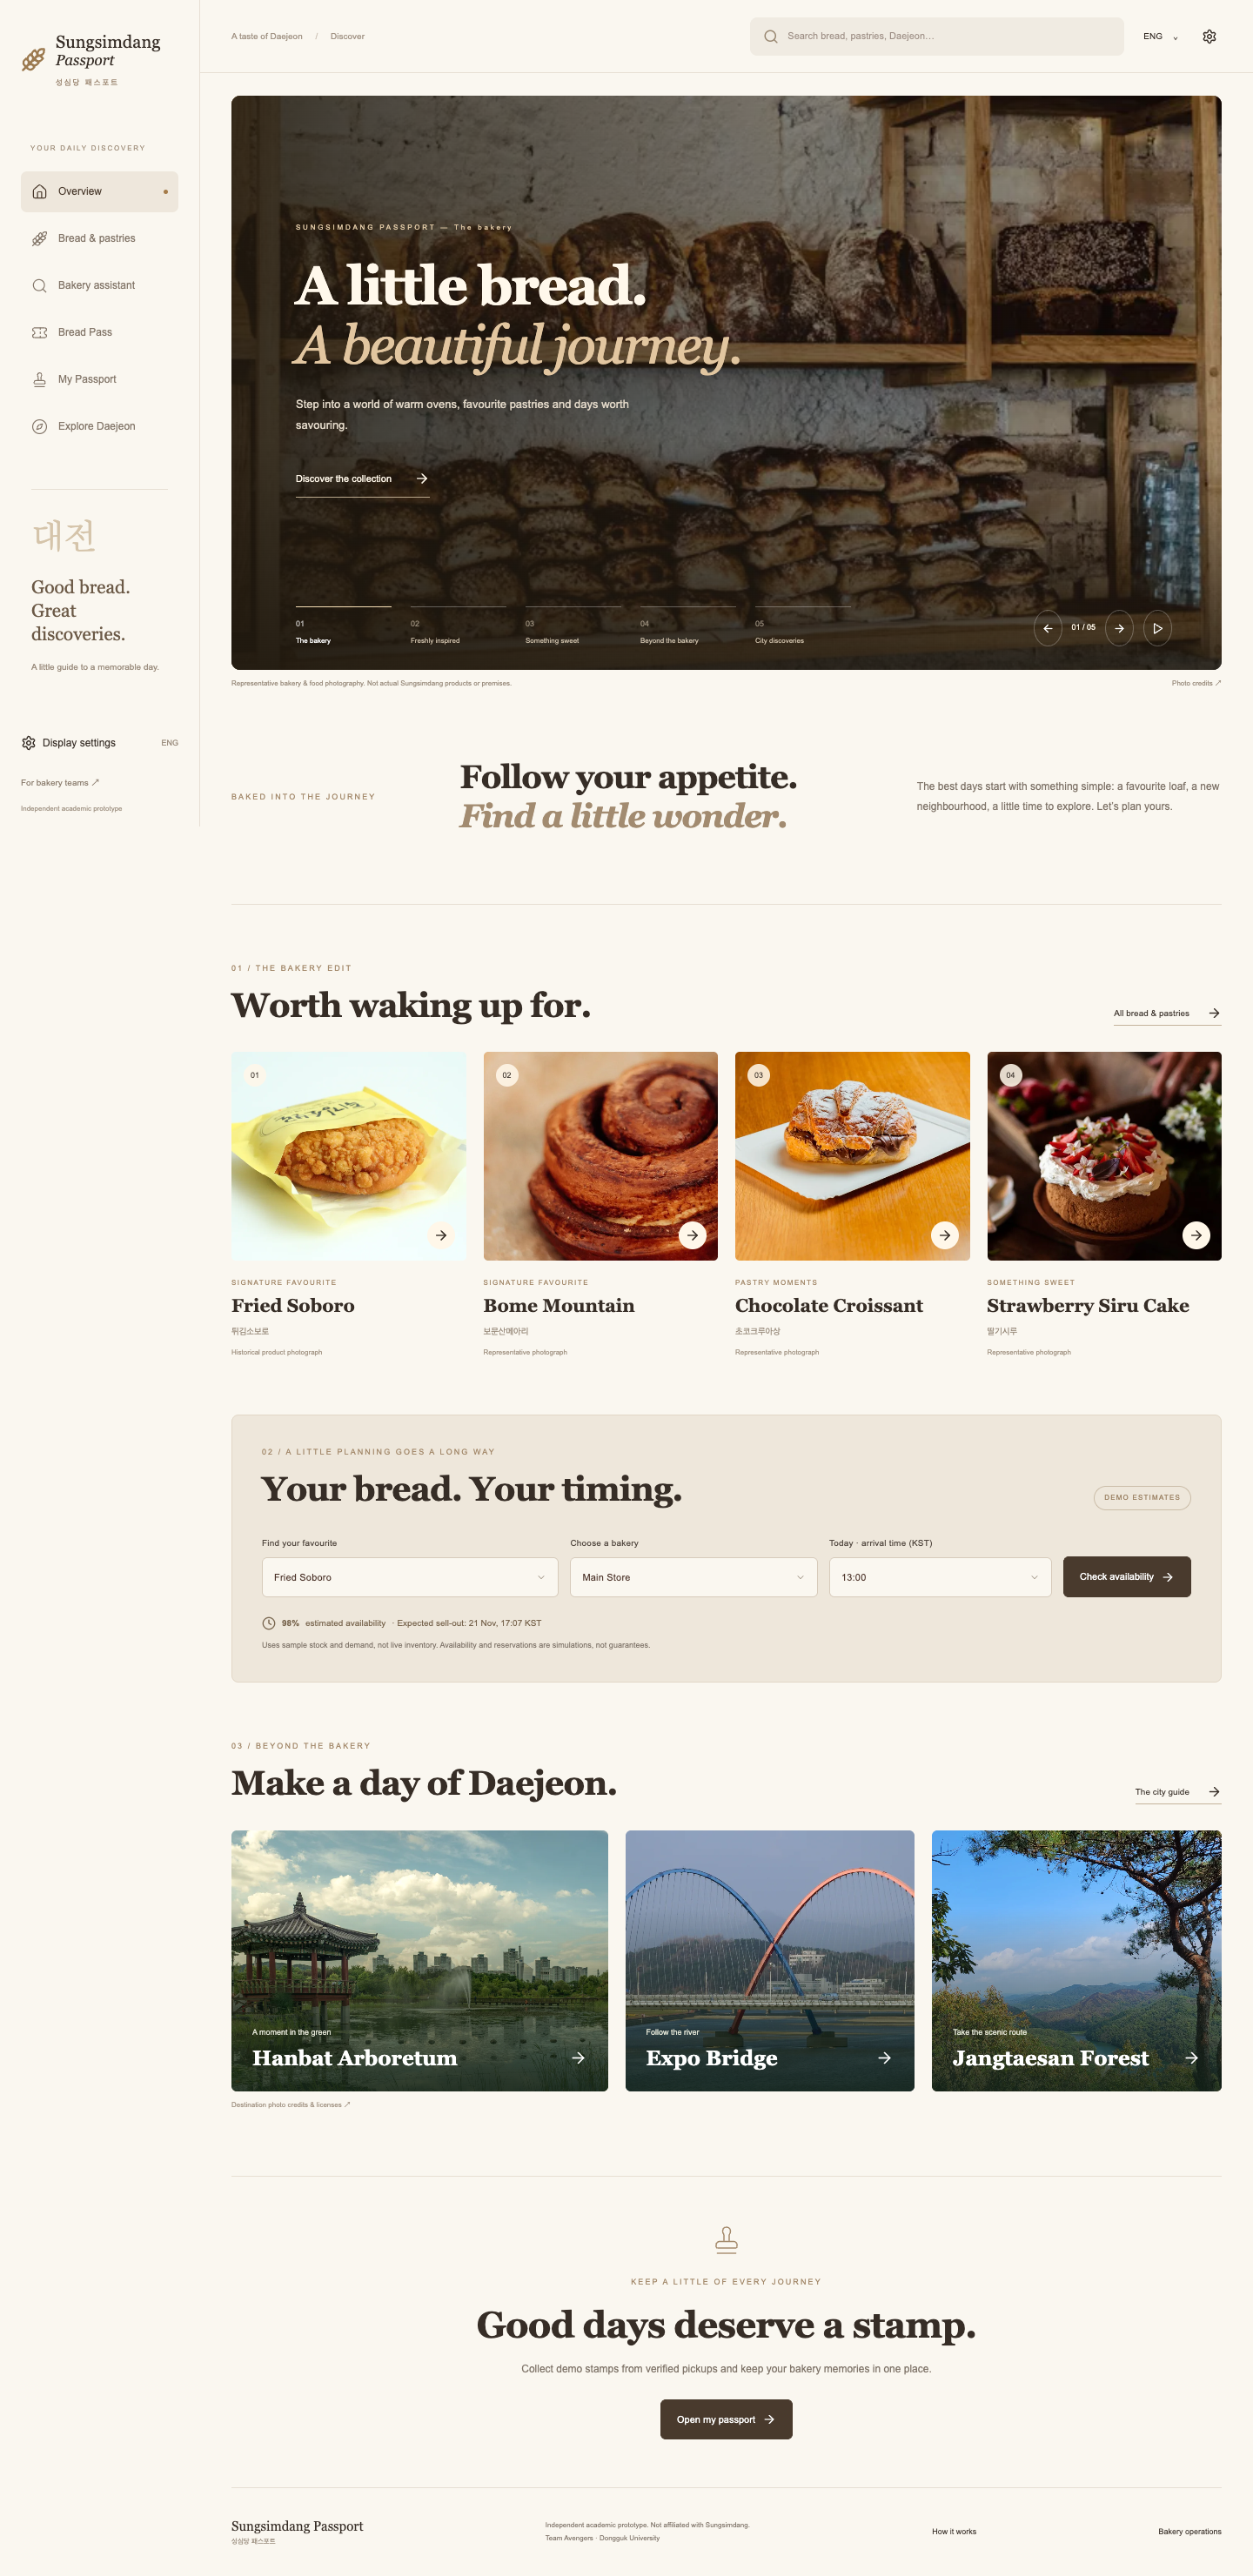 Sungsimdang
Passport
성심당 패스포트
YOUR DAILY DISCOVERY
Overview
Bread & pastries
Bakery assistant
Bread Pass
My Passport
Explore Daejeon
대전
Good bread.
Great
discoveries.
A little guide to a memorable day.
Display settings
ENG
For bakery teams ↗
Independent academic prototype
A taste of Daejeon / Discover
Search bread, pastries, Daejeon...
ENG
SUNGSIMDANG PASSPORT — The bakery
A little bread.
A beautiful journey.
Step into a world of warm ovens, favourite pastries and days worth
savouring.
Discover the collection
01
The bakery
02
Freshly inspired
03
Something sweet
04
Beyond the bakery
05
City discoveries
01 / 05
Representative bakery & food photography. Not actual Sungsimdang products or premises.
Photo credits ↗
BAKED INTO THE JOURNEY
Follow your appetite.
Find a little wonder.
The best days start with something simple: a favourite loaf, a new
neighbourhood, a little time to explore. Let's plan yours.
01 / THE BAKERY EDIT
Worth waking up for.
All bread & pastries
01
튀김소보로
SIGNATURE FAVOURITE
Fried Soboro
튀김소보로
Historical product photograph
02
SIGNATURE FAVOURITE
Bome Mountain
보문산메아리
Representative photograph
03
PASTRY MOMENTS
Chocolate Croissant
초코크루아상
Representative photograph
04
SOMETHING SWEET
Strawberry Siru Cake
딸기시루
Representative photograph
02 / A LITTLE PLANNING GOES A LONG WAY
Your bread. Your timing.
DEMO ESTIMATES
Find your favourite
Fried Soboro
Choose a bakery
Main Store
Today · arrival time (KST)
13:00
Check availability
98% estimated availability · Expected sell-out: 21 Nov, 17:07 KST
Uses sample stock and demand, not live inventory. Availability and reservations are simulations, not guarantees.
03 / BEYOND THE BAKERY
Make a day of Daejeon.
The city guide
A moment in the green
Hanbat Arboretum
Follow the river
Expo Bridge
Take the scenic route
Jangtaesan Forest
Destination photo credits & licenses ↗
KEEP A LITTLE OF EVERY JOURNEY
Good days deserve a stamp.
Collect demo stamps from verified pickups and keep your bakery memories in one place.
Open my passport
Sungsimdang Passport
성심당 패스포트
Independent academic prototype. Not affiliated with Sungsimdang.
Team Avengers · Dongguk University
How it works
Bakery operations